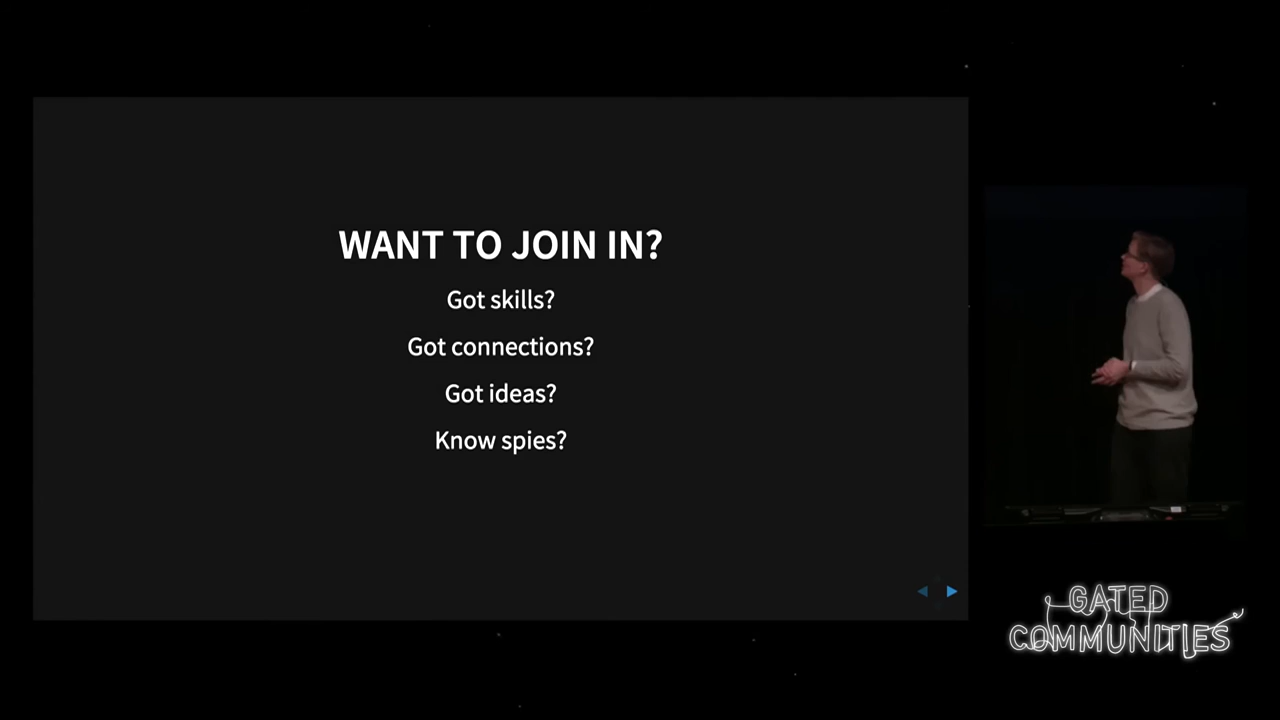 WANT TO JOIN IN?
Got skills?
Got connections?
Got ideas?
Know spies?
GATED
COMMUNITIES